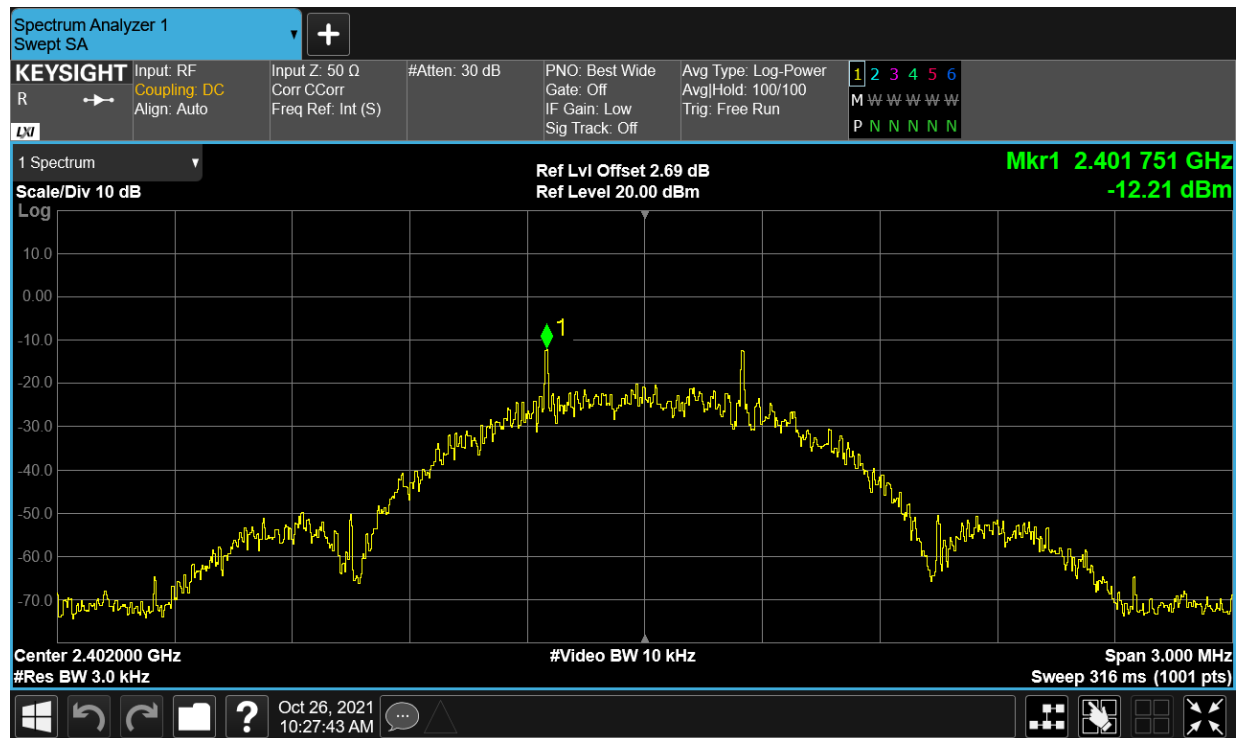 Spectrum Analyzer 1
Swept SA
KEYSIGHT
R
LXI
Input: RF
Coupling: DC
Align: Auto
Input Z: 50 Ω
Corr CCorr
Freq Ref: Int (S)
#Atten: 30 dB
PNO: Best Wide
Gate: Off
IF Gain: Low
Sig Track: Off
Avg Type: Log-Power
Avg|Hold: 100/100
Trig: Free Run
1 2 3 4 5 6
M W W W W W
P N N N N N N
1 Spectrum
Scale/Div 10 dB
Ref Lvl Offset 2.69 dB
Ref Level 20.00 dBm
Mkr1 2.401 751 GHz
-12.21 dBm
Log
10.0
0.00
-10.0
-20.0
-30.0
-40.0
-50.0
-60.0
-70.0
1
Center 2.402000 GHz
#Res BW 3.0 kHz
#Video BW 10 kHz
Span 3.000 MHz
Sweep 316 ms (1001 pts)
?
Oct 26, 2021
10:27:43 AM